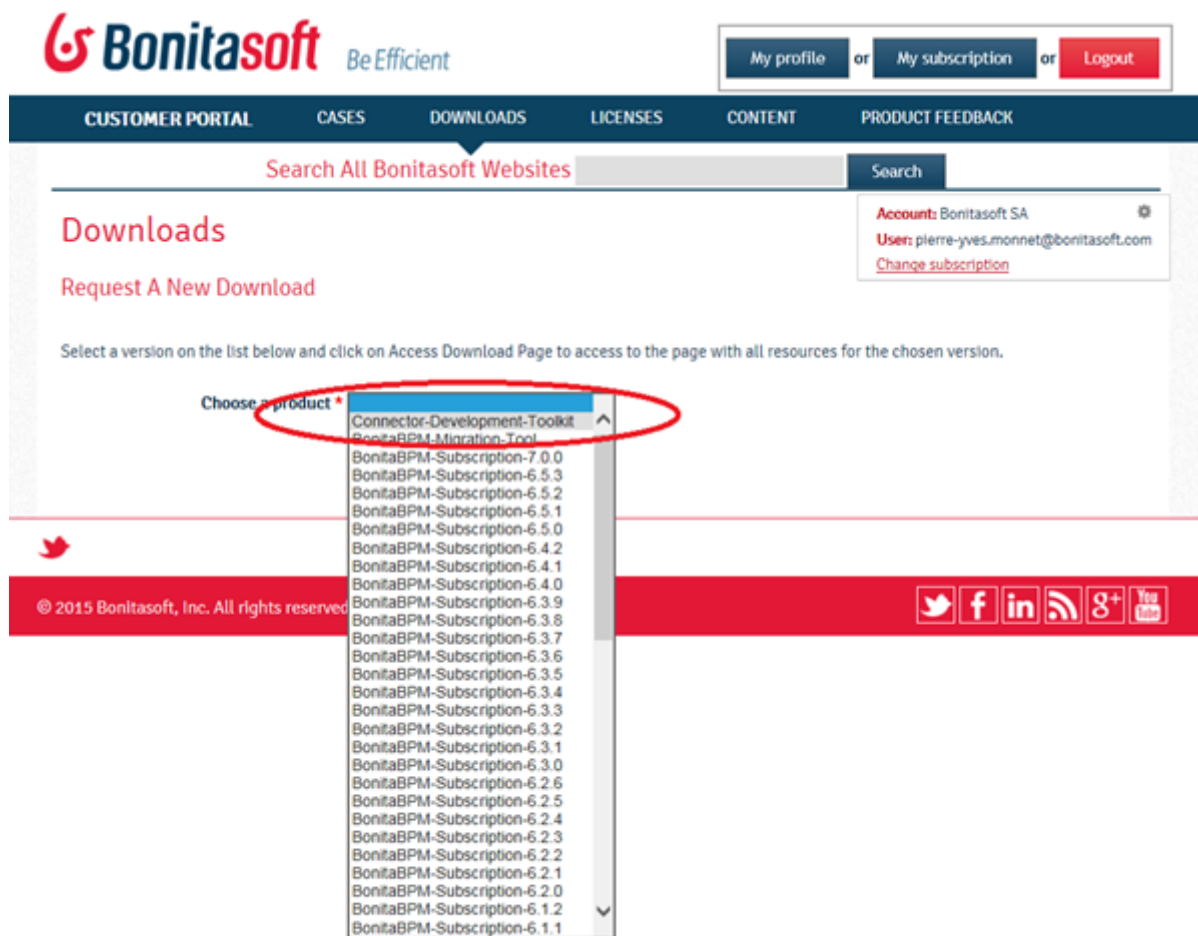 Bonitasoft Be Efficient
My profile or My subscription or Logout
CUSTOMER PORTAL CASES DOWNLOADS LICENSES CONTENT PRODUCT FEEDBACK
Search All Bonitasoft Websites Search
Account: Bonitasoft SA
User: pierre-yves.monnet@bonitasoft.com
Change subscription
Downloads
Request A New Download
Select a version on the list below and click on Access Download Page to access to the page with all resources for the chosen version.
Choose a product *
Connector-Development-Toolkit
BonitaBPM-Migration-Tool
BonitaBPM-Subscription-7.0.0
BonitaBPM-Subscription-6.5.3
BonitaBPM-Subscription-6.5.2
BonitaBPM-Subscription-6.5.1
BonitaBPM-Subscription-6.5.0
BonitaBPM-Subscription-6.4.2
BonitaBPM-Subscription-6.4.1
BonitaBPM-Subscription-6.4.0
BonitaBPM-Subscription-6.3.9
BonitaBPM-Subscription-6.3.8
BonitaBPM-Subscription-6.3.7
BonitaBPM-Subscription-6.3.6
BonitaBPM-Subscription-6.3.5
BonitaBPM-Subscription-6.3.4
BonitaBPM-Subscription-6.3.3
BonitaBPM-Subscription-6.3.2
BonitaBPM-Subscription-6.3.1
BonitaBPM-Subscription-6.3.0
BonitaBPM-Subscription-6.2.6
BonitaBPM-Subscription-6.2.5
BonitaBPM-Subscription-6.2.4
BonitaBPM-Subscription-6.2.3
BonitaBPM-Subscription-6.2.2
BonitaBPM-Subscription-6.2.1
BonitaBPM-Subscription-6.2.0
BonitaBPM-Subscription-6.1.2
BonitaBPM-Subscription-6.1.1
© 2015 Bonitasoft, Inc. All rights reserved
f in 8+ You Tube